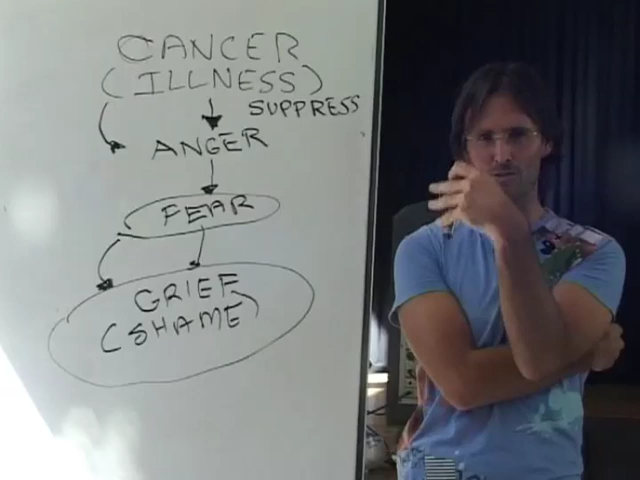 CANCER
(ILLNESS)
SUPPRESS
ANGER
FEAR
GRIEF
(SHAME)